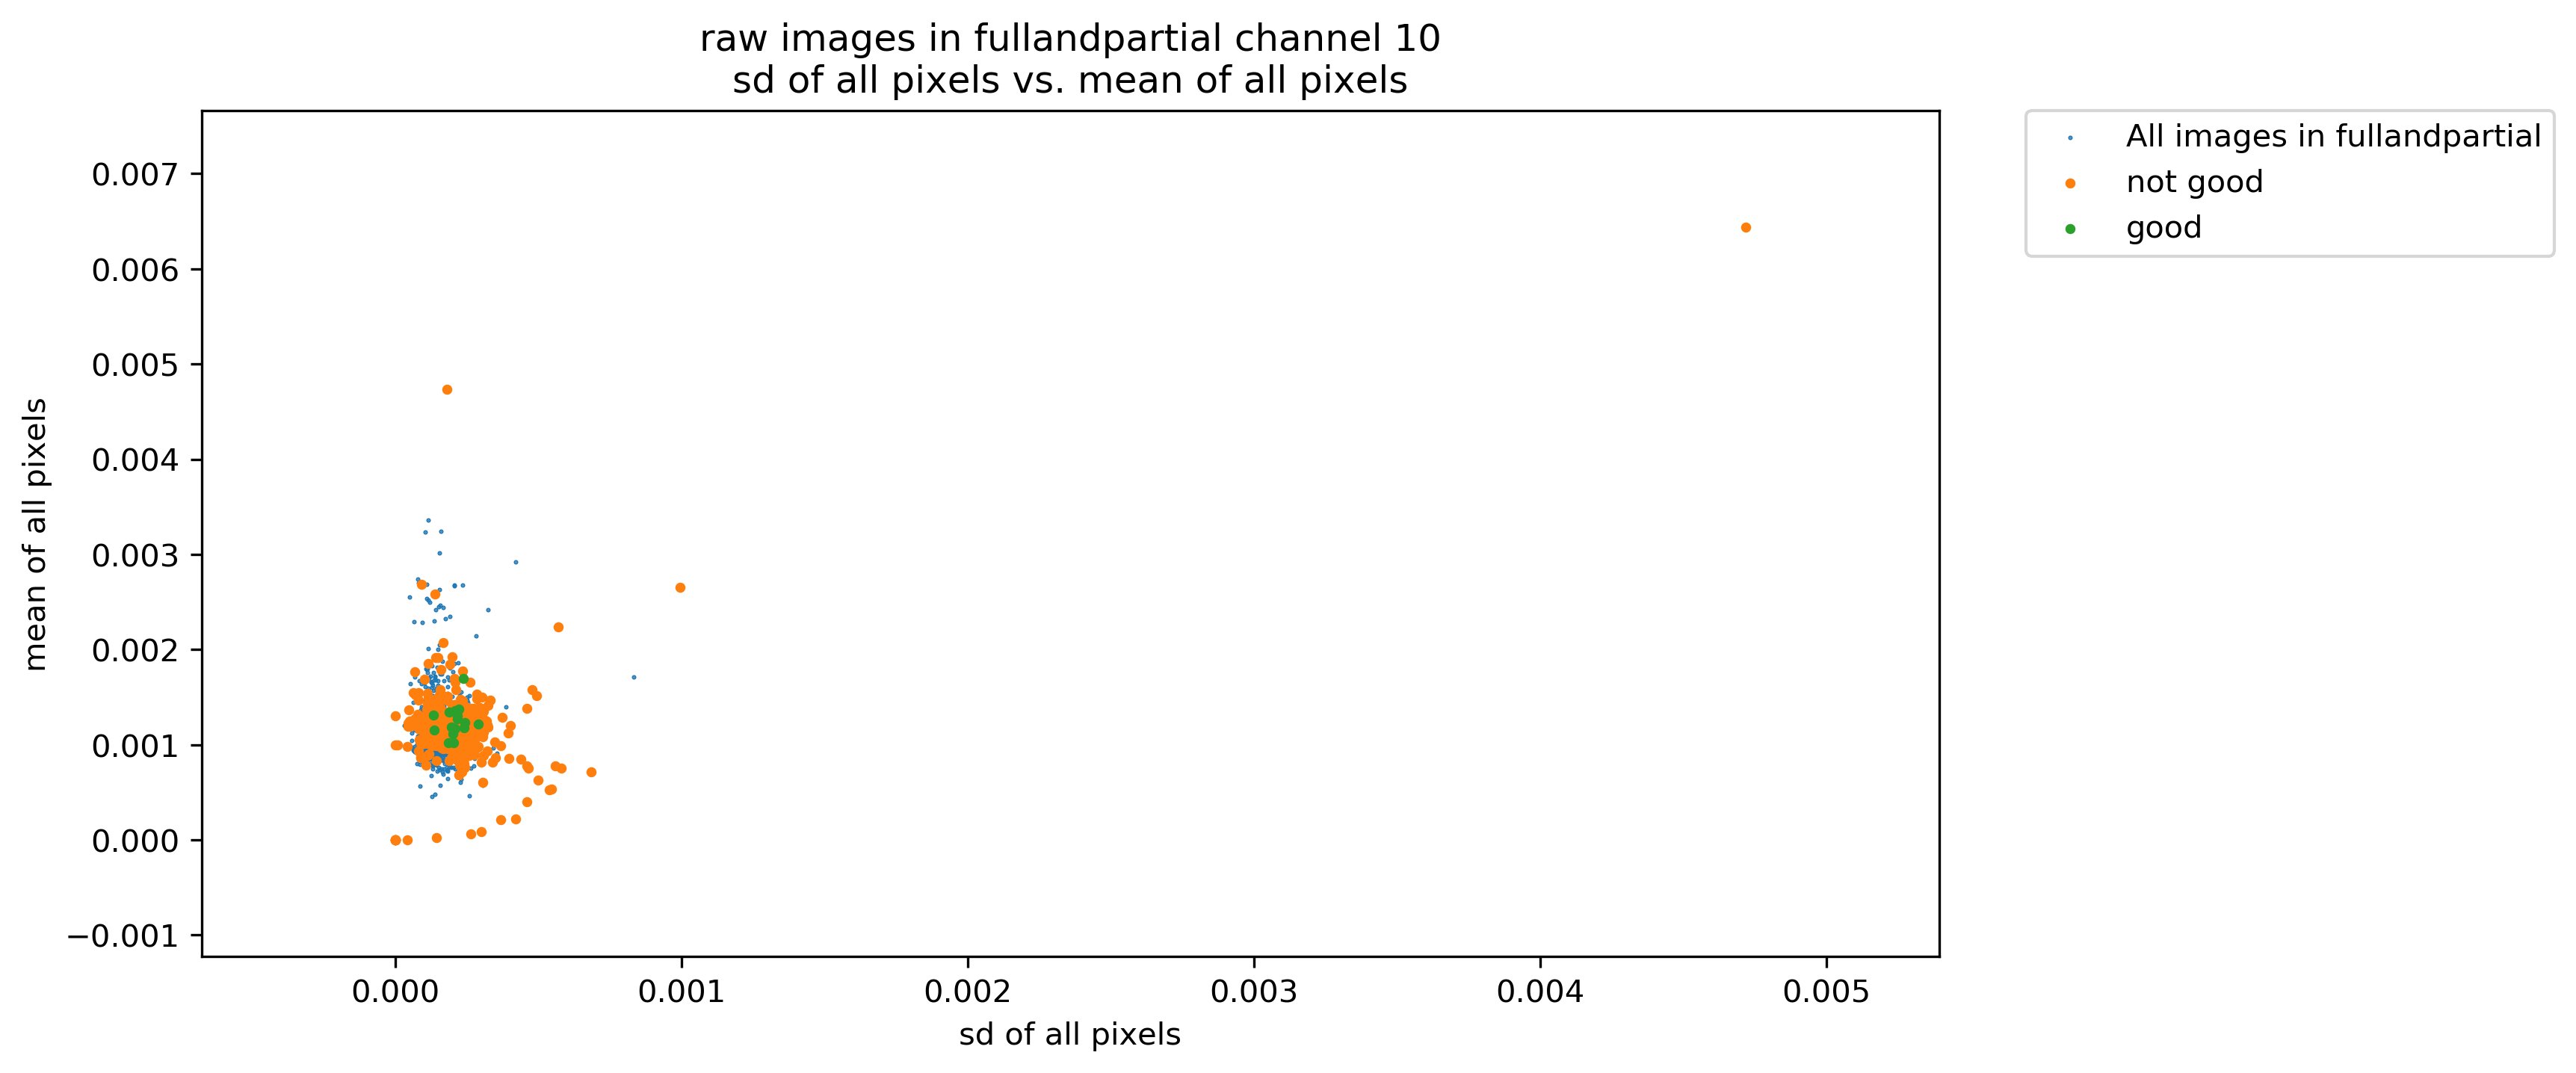 raw images in fullandpartial channel 10
sd of all pixels vs. mean of all pixels
All images in fullandpartial
not good
good
mean of all pixels
0.007
0.006
0.005
0.004
0.003
0.002
0.001
0.000
−0.001
0.000 0.001 0.002 0.003 0.004 0.005
sd of all pixels